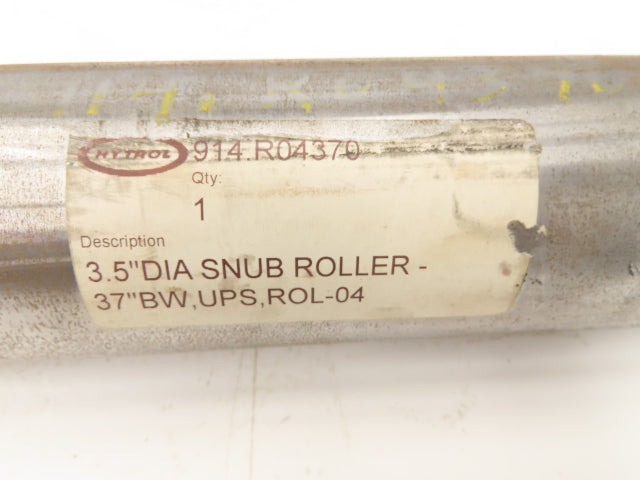 HYTROL 914.R04370
Qty:
1
Description
3.5"DIA SNUB ROLLER -
37"BW,UPS,ROL-04